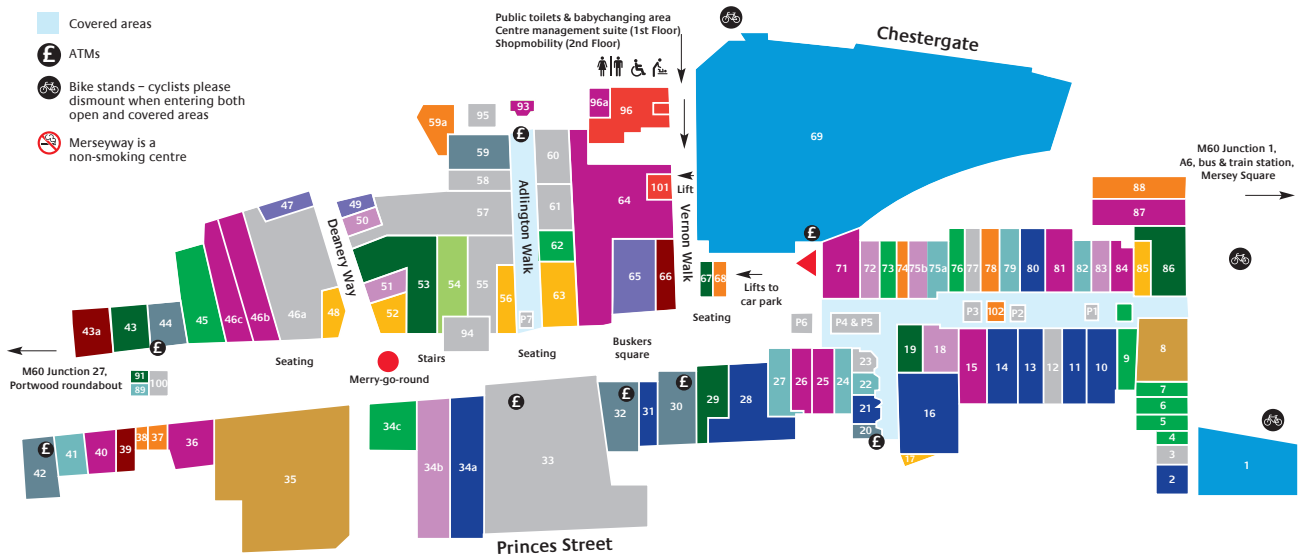 Covered areas
£
ATMs
Bike stands – cyclists please
dismount when entering both
open and covered areas
Merseyway is a
non-smoking centre
Public toilets & babychanging area
Centre management suite (1st Floor)
Shopmobility (2nd Floor)
Chestergate
M60 Junction 1,
A6, bus & train station,
Mersey Square
59a
95
93
£
96a
96
69
59
60
58
Adlington Walk
101
Lift
64
88
87
47
49
50
57
61
Deanery Way
Vernon Walk
£
45
46c
46b
46a
48
51
52
53
54
55
56
62
63
65
66
67
68
Lifts to
car park
71
72
73
74
75b
75a
76
77
78
79
80
81
82
83
84
85
86
43a
43
44
£
94
P7
Seating
P6
P4 & P5
P3
102
P2
P1
M60 Junction 27,
Portwood roundabout
Seating
Stairs
Seating
Buskers
square
Merry-go-round
91
89
100
19
18
15
14
13
12
11
10
9
8
7
6
5
4
3
2
1
23
22
21
20
£
16
17
27
26
25
24
32
£
31
30
£
29
28
42
£
41
40
39
38
37
36
35
34c
34b
34a
33
£
Princes Street